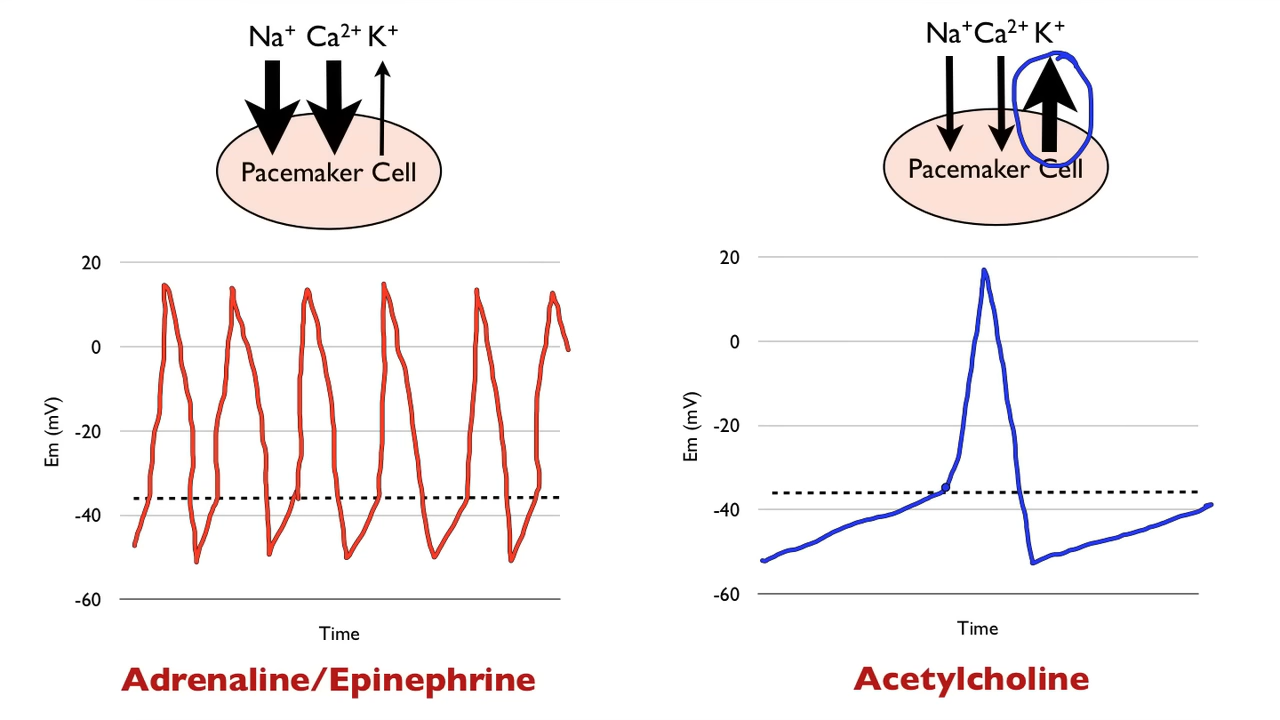 Na⁺ Ca²⁺ K⁺
Pacemaker Cell
20
0
-20
-40
-60
Em (mV)
Time
Adrenaline/Epinephrine
Na⁺Ca²⁺ K⁺
Pacemaker Cell
20
0
-20
-40
-60
Em (mV)
Time
Acetylcholine